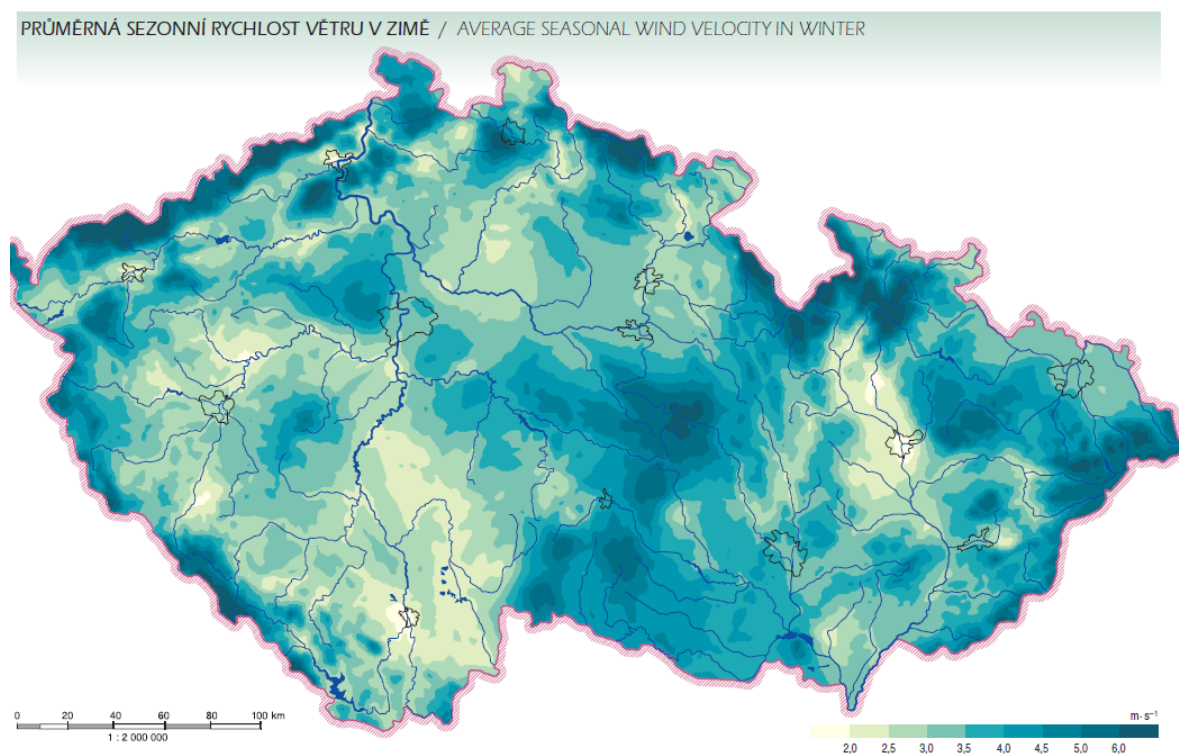 PRŮMĚRNÁ SEZONNÍ RYCHLOST VĚTRU V ZIMĚ / AVERAGE SEASONAL WIND VELOCITY IN WINTER
0 20 40 60 80 100 km
1 : 2 000 000
m·s⁻¹
2,0 2,5 3,0 3,5 4,0 4,5 5,0 6,0